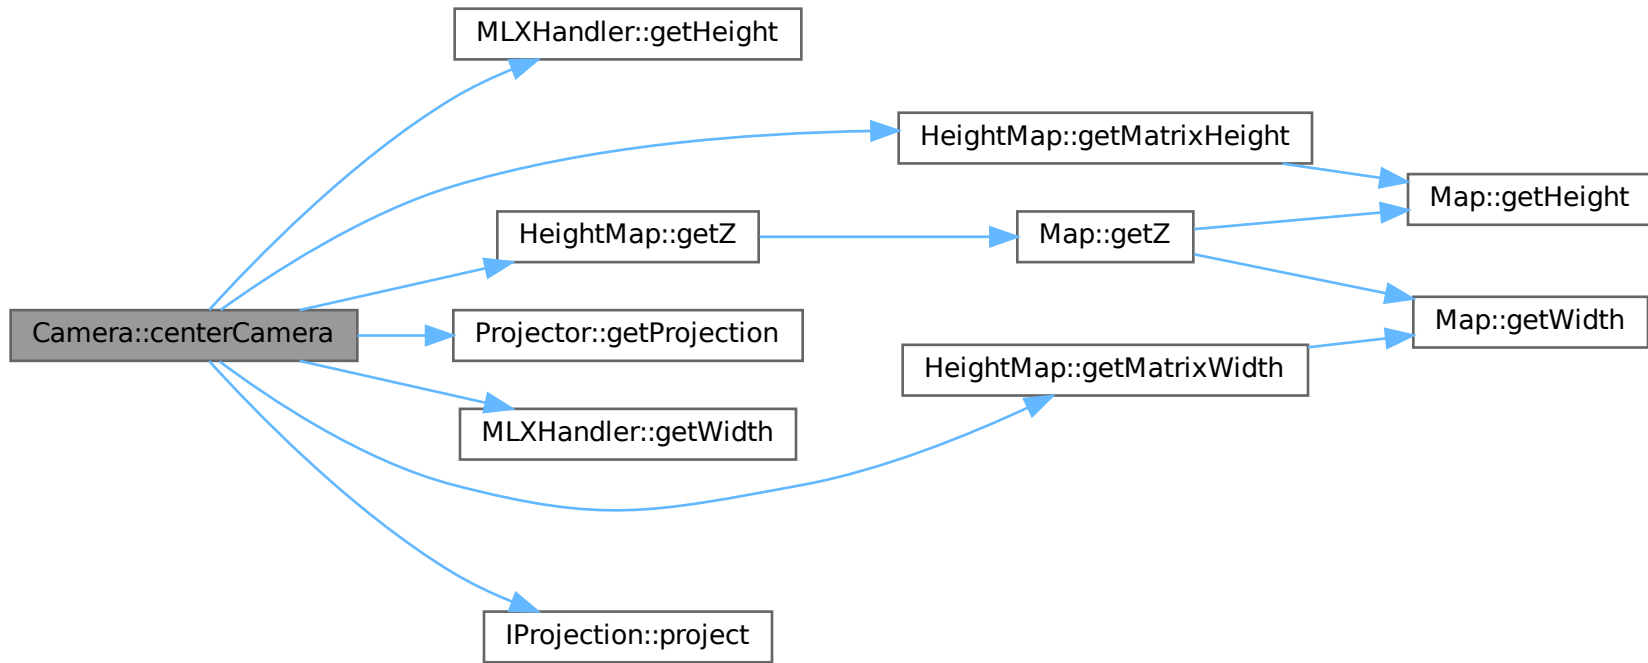 MLXHandler::getHeight
HeightMap::getMatrixHeight
Map::getHeight
HeightMap::getZ
Map::getZ
Camera::centerCamera
Projector::getProjection
Map::getWidth
HeightMap::getMatrixWidth
MLXHandler::getWidth
IProjection::project